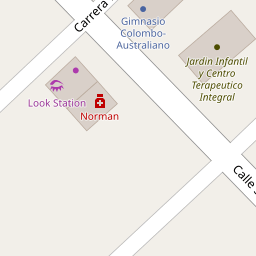 Carrera
Gimnasio
Colombo-
Australiano
Jardin Infantil
y Centro
Terapeutico
Integral
Look Station
Norman
Calle